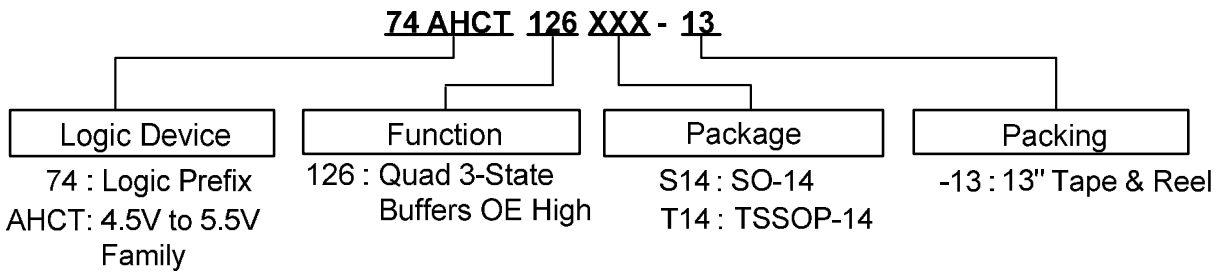 74 AHCT 126 XXX - 13
Logic Device
74 : Logic Prefix
AHCT: 4.5V to 5.5V
Family
Function
126 : Quad 3-State
Buffers OE High
Package
S14 : SO-14
T14 : TSSOP-14
Packing
-13 : 13" Tape & Reel